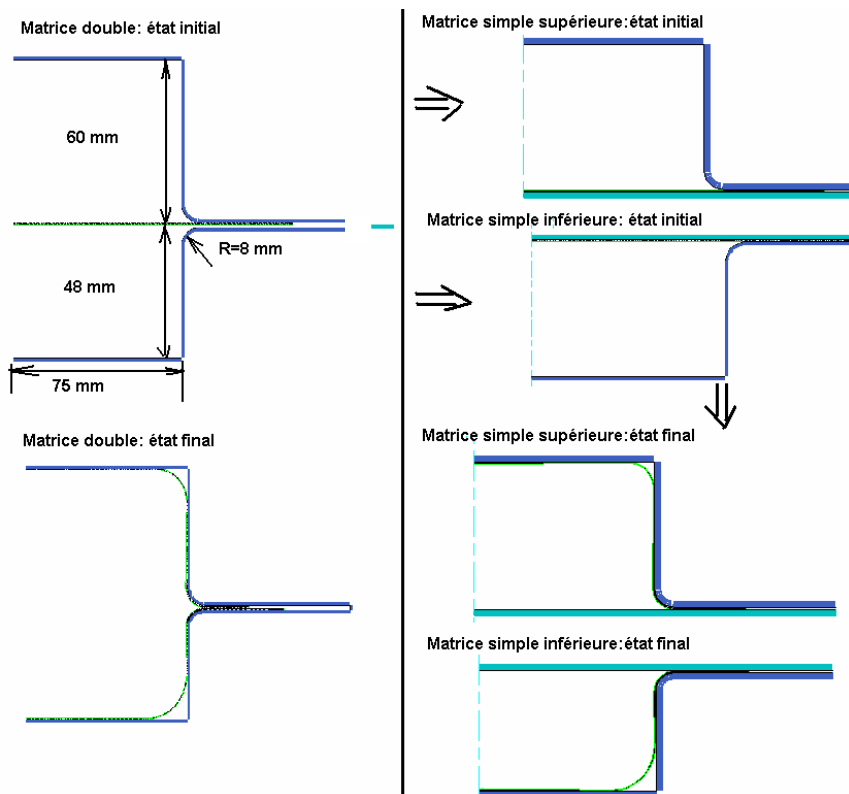 Matrice double: état initial
60 mm
R=8 mm
48 mm
75 mm
Matrice double: état final
Matrice simple supérieure:état initial
Matrice simple inférieure: état initial
Matrice simple supérieure:état final
Matrice simple inférieure:état final